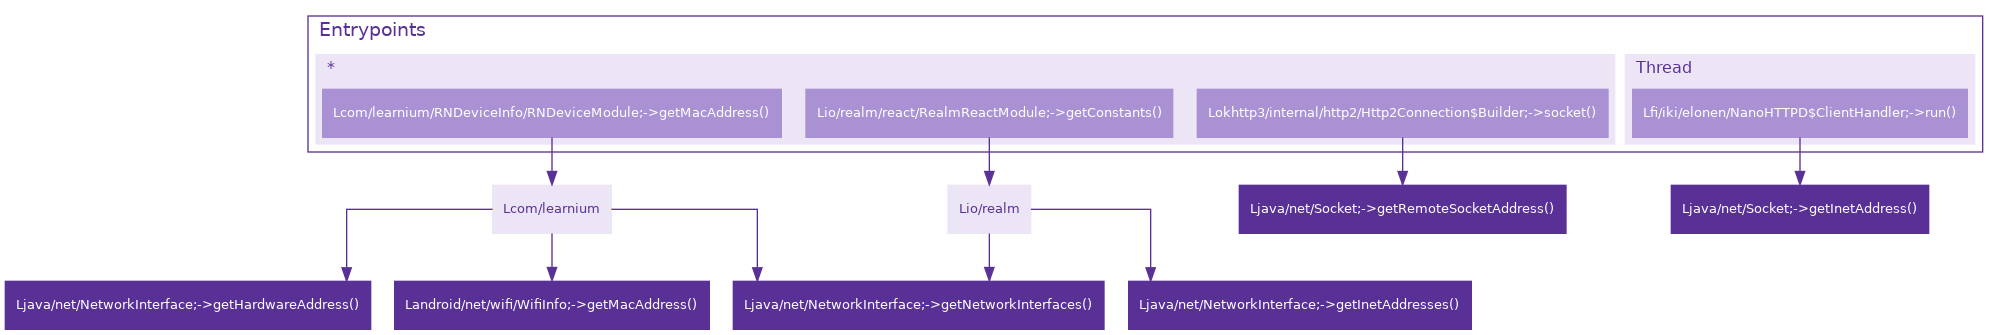 Entrypoints
*
Thread
Lcom/learnium/RNDeviceInfo/RNDeviceModule;->getMacAddress()
Lio/realm/react/RealmReactModule;->getConstants()
Lokhttp3/internal/http2/Http2Connection$Builder;->socket()
Lfi/iki/elonen/NanoHTTPD$ClientHandler;->run()
Lcom/learnium
Lio/realm
Ljava/net/Socket;->getRemoteSocketAddress()
Ljava/net/Socket;->getInetAddress()
Ljava/net/NetworkInterface;->getHardwareAddress()
Landroid/net/wifi/WifiInfo;->getMacAddress()
Ljava/net/NetworkInterface;->getNetworkInterfaces()
Ljava/net/NetworkInterface;->getInetAddresses()